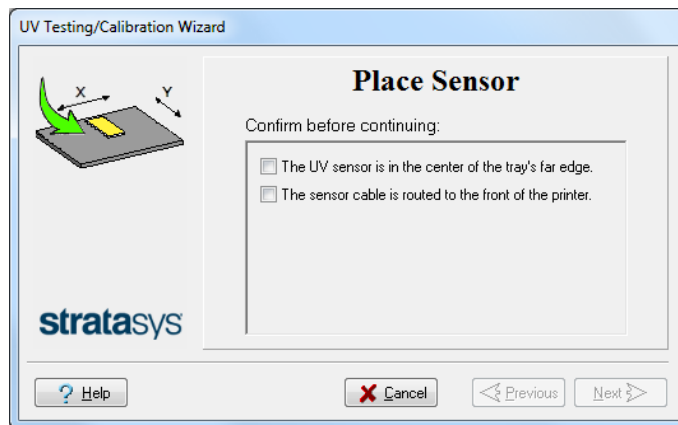 UV Testing/Calibration Wizard
X
Y
Place Sensor
Confirm before continuing:
The UV sensor is in the center of the tray's far edge.
The sensor cable is routed to the front of the printer.
stratasys
? Help
Cancel
Previous
Next